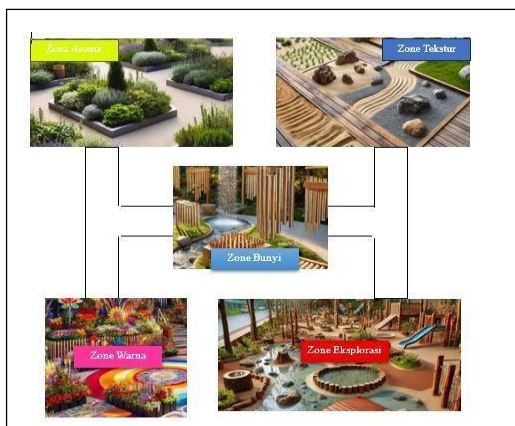 Zona Aroma
Zone Tekstur
Zone Bunyi
Zone Warna
Zone Eksplorasi